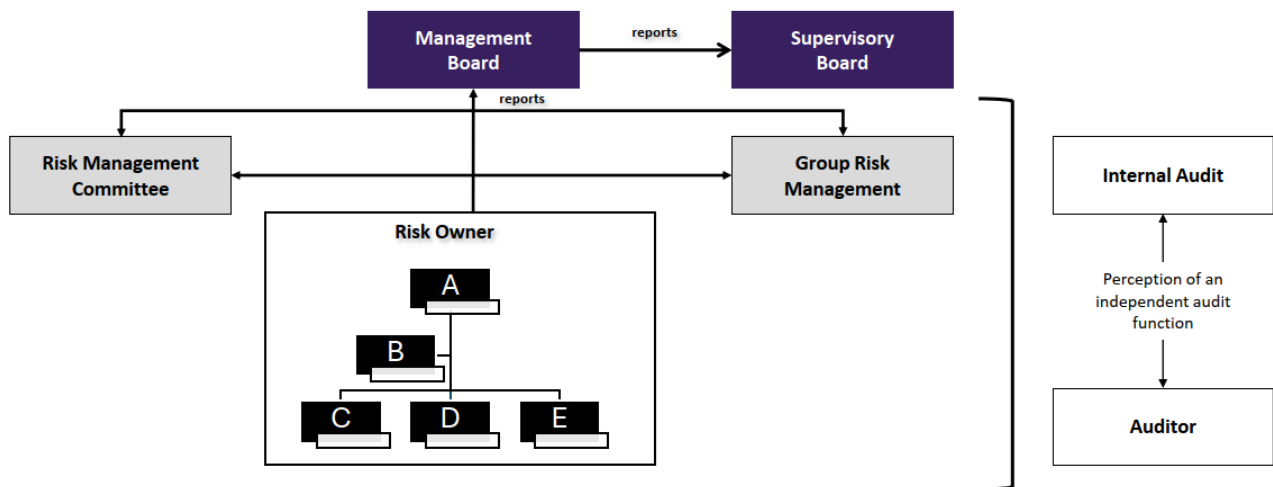 Management
Board
reports
Supervisory
Board
reports
Risk Management
Committee
Group Risk
Management
Internal Audit
Risk Owner
A
B
C
D
E
Perception of an
independent audit
function
Auditor